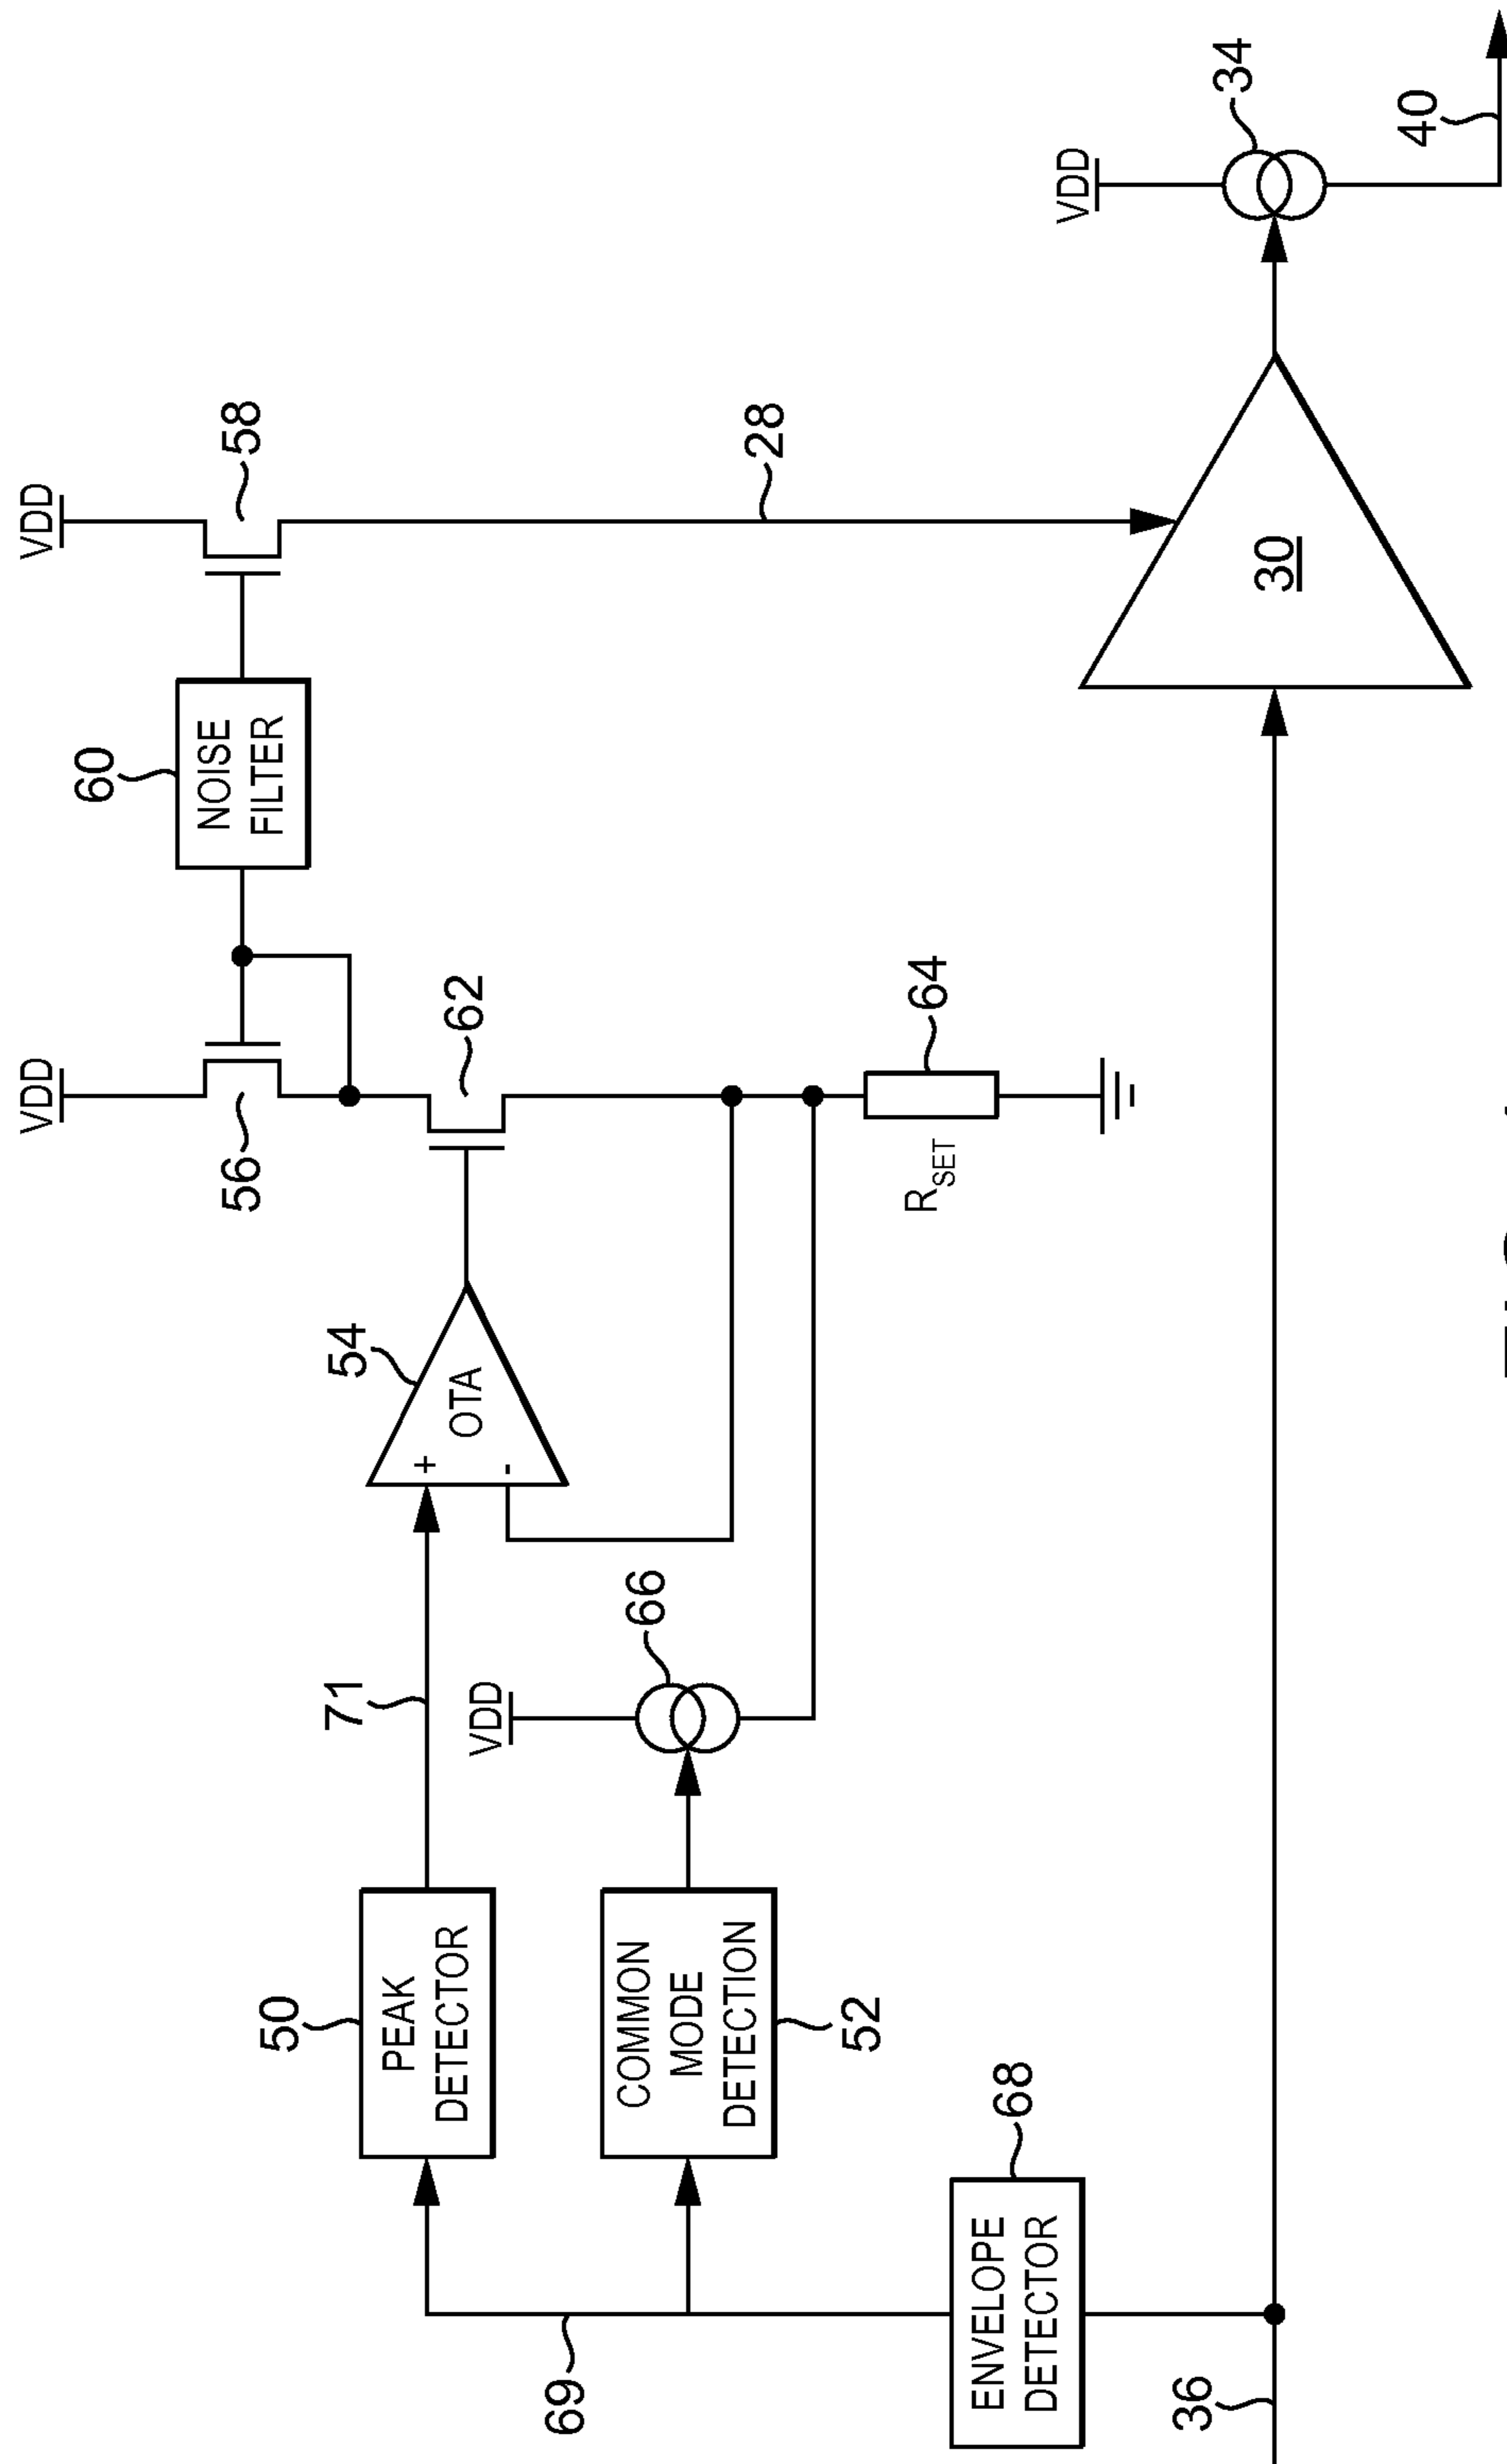 VDD
VDD
60
NOISE
FILTER
58
56
62
54
OTA
+
-
28
71
50
PEAK
DETECTOR
VDD
66
RSET
64
COMMON
MODE
DETECTION
52
69
68
ENVELOPE
DETECTOR
36
30
VDD
34
40